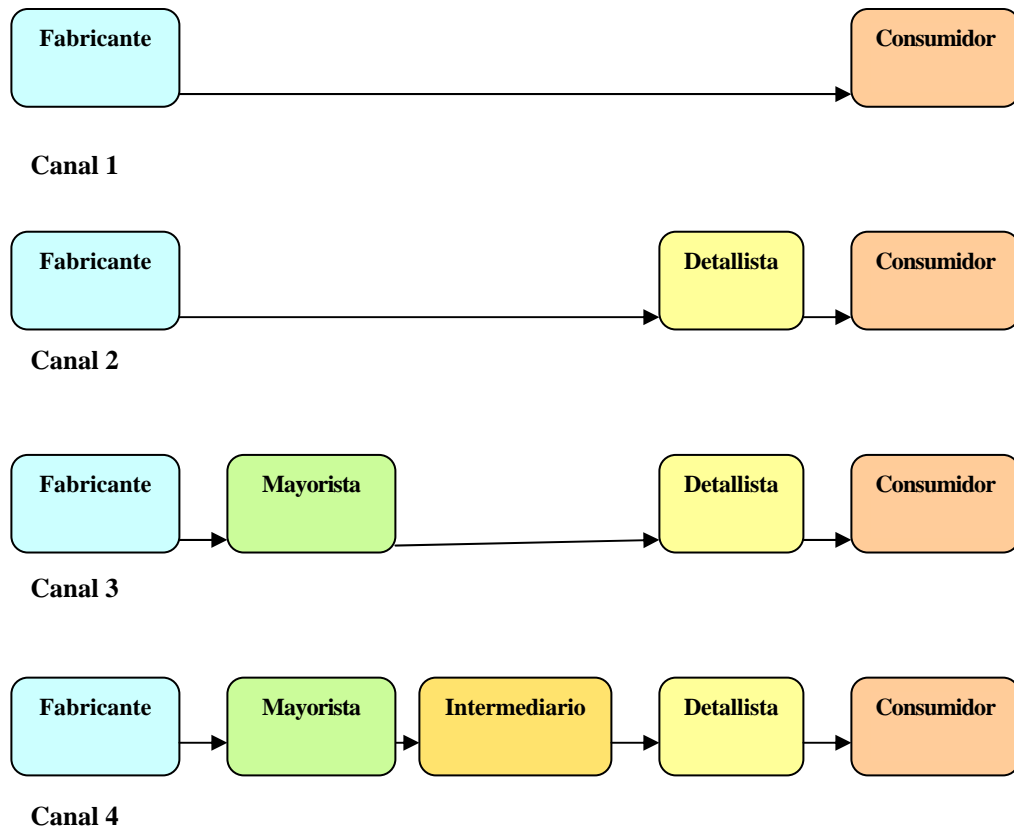 Fabricante Consumidor
Canal 1
Fabricante Detallista Consumidor
Canal 2
Fabricante Mayorista Detallista Consumidor
Canal 3
Fabricante Mayorista Intermediario Detallista Consumidor
Canal 4